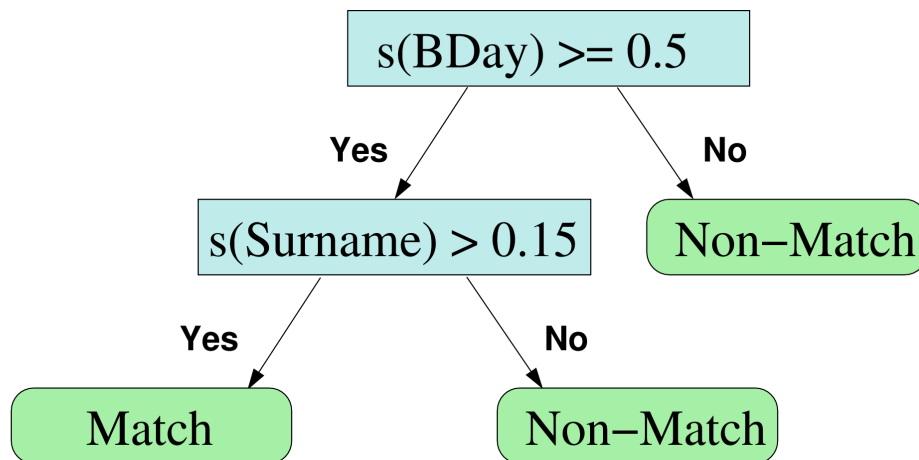 s(BDay) >= 0.5
Yes
No
s(Surname) > 0.15
Non−Match
Yes
No
Match
Non−Match